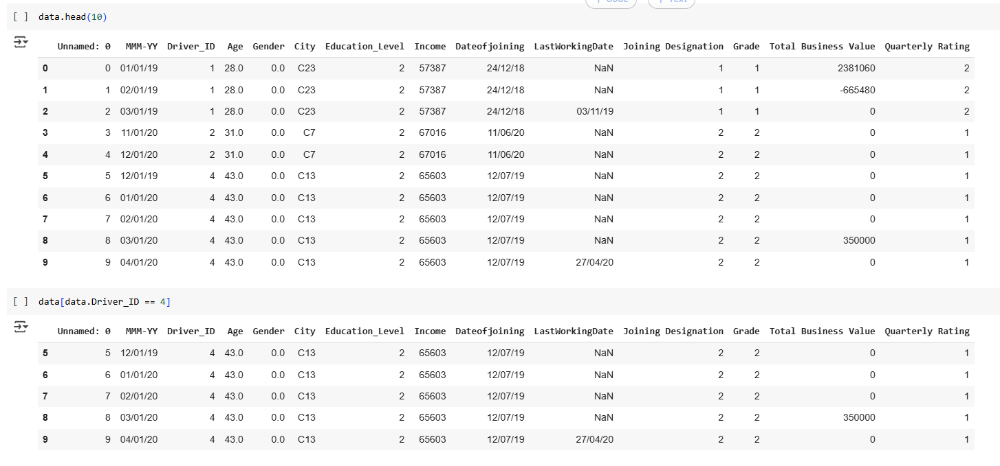 + Code + Text
[ ] data.head(10)
Unnamed: 0 MMM-YY Driver_ID Age Gender City Education_Level Income Dateofjoining LastWorkingDate Joining Designation Grade Total Business Value Quarterly Rating
0 0 01/01/19 1 28.0 0.0 C23 2 57387 24/12/18 NaN 1 1 2381060 2
1 1 02/01/19 1 28.0 0.0 C23 2 57387 24/12/18 NaN 1 1 -665480 2
2 2 03/01/19 1 28.0 0.0 C23 2 57387 24/12/18 03/11/19 1 1 0 2
3 3 11/01/20 2 31.0 0.0 C7 2 67016 11/06/20 NaN 2 2 0 1
4 4 12/01/20 2 31.0 0.0 C7 2 67016 11/06/20 NaN 2 2 0 1
5 5 12/01/19 4 43.0 0.0 C13 2 65603 12/07/19 NaN 2 2 0 1
6 6 01/01/20 4 43.0 0.0 C13 2 65603 12/07/19 NaN 2 2 0 1
7 7 02/01/20 4 43.0 0.0 C13 2 65603 12/07/19 NaN 2 2 0 1
8 8 03/01/20 4 43.0 0.0 C13 2 65603 12/07/19 NaN 2 2 350000 1
9 9 04/01/20 4 43.0 0.0 C13 2 65603 12/07/19 27/04/20 2 2 0 1
[ ] data[data.Driver_ID == 4]
Unnamed: 0 MMM-YY Driver_ID Age Gender City Education_Level Income Dateofjoining LastWorkingDate Joining Designation Grade Total Business Value Quarterly Rating
5 5 12/01/19 4 43.0 0.0 C13 2 65603 12/07/19 NaN 2 2 0 1
6 6 01/01/20 4 43.0 0.0 C13 2 65603 12/07/19 NaN 2 2 0 1
7 7 02/01/20 4 43.0 0.0 C13 2 65603 12/07/19 NaN 2 2 0 1
8 8 03/01/20 4 43.0 0.0 C13 2 65603 12/07/19 NaN 2 2 350000 1
9 9 04/01/20 4 43.0 0.0 C13 2 65603 12/07/19 27/04/20 2 2 0 1